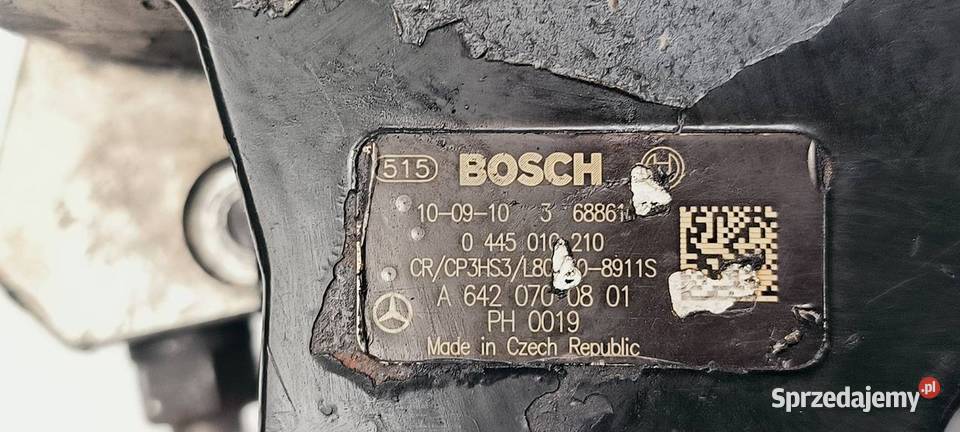 515 BOSCH
10-09-10 3 68861
0 445 010 210
CR/CP3HS3/L80 0-8911S
A 642 070 08 01
PH 0019
Made in Czech Republic
Sprzedajemy.pl